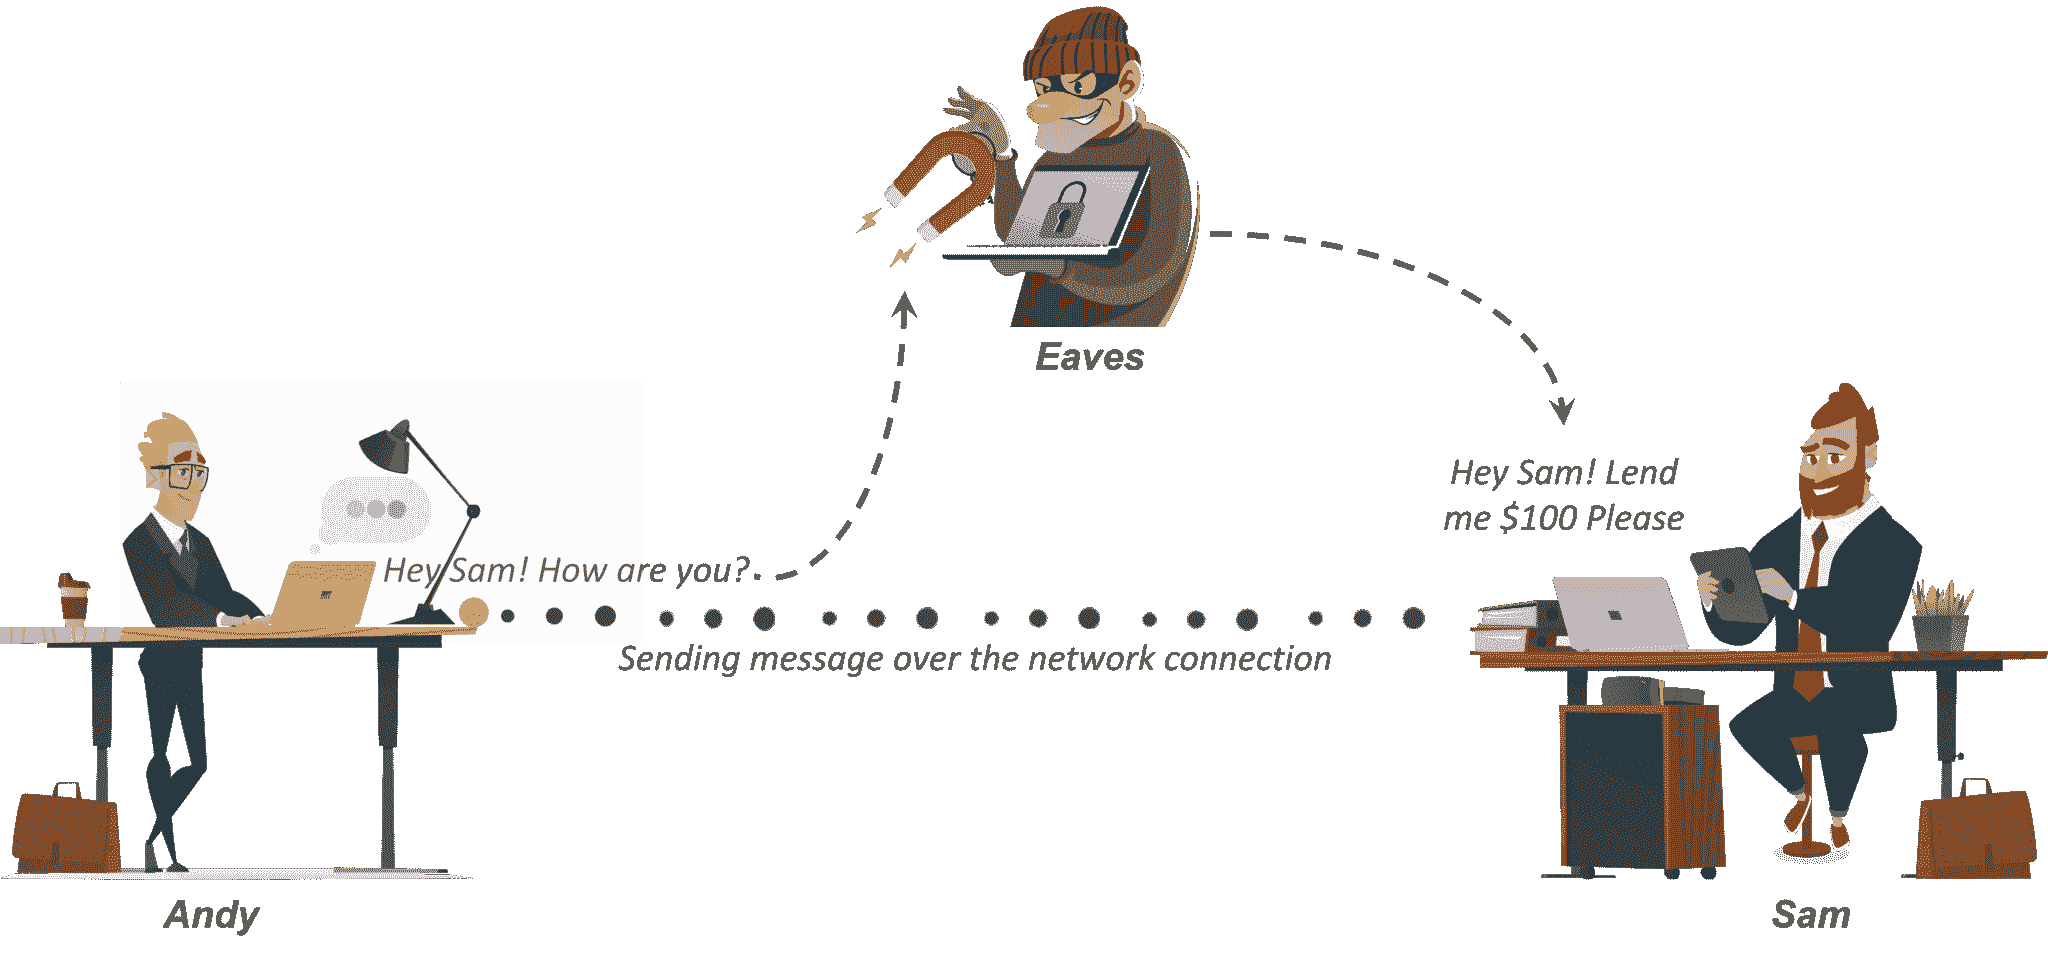 Eaves
Hey Sam! Lend
me $100 Please
Hey Sam! How are you?
Sending message over the network connection
Andy
Sam